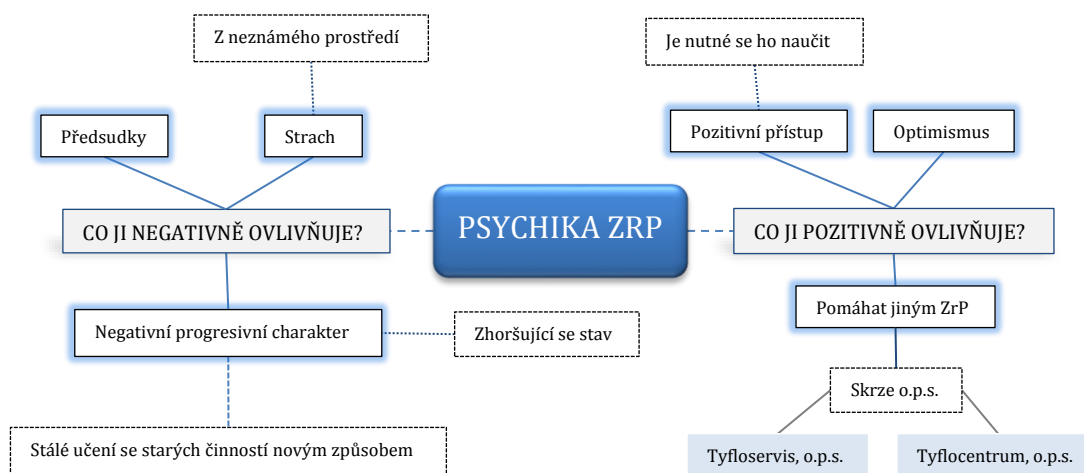 Z neznámého prostředí
Je nutné se ho naučit
Předsudky
Strach
Pozitivní přístup
Optimismus
CO JI NEGATIVNĚ OVLIVŇUJE?
PSYCHIKA ZRP
CO JI POZITIVNĚ OVLIVŇUJE?
Negativní progresivní charakter
Zhoršující se stav
Pomáhat jiným ZrP
Skrze o.p.s.
Stálé učení se starých činností novým způsobem
Tyfloservis, o.p.s.
Tyflocentrum, o.p.s.